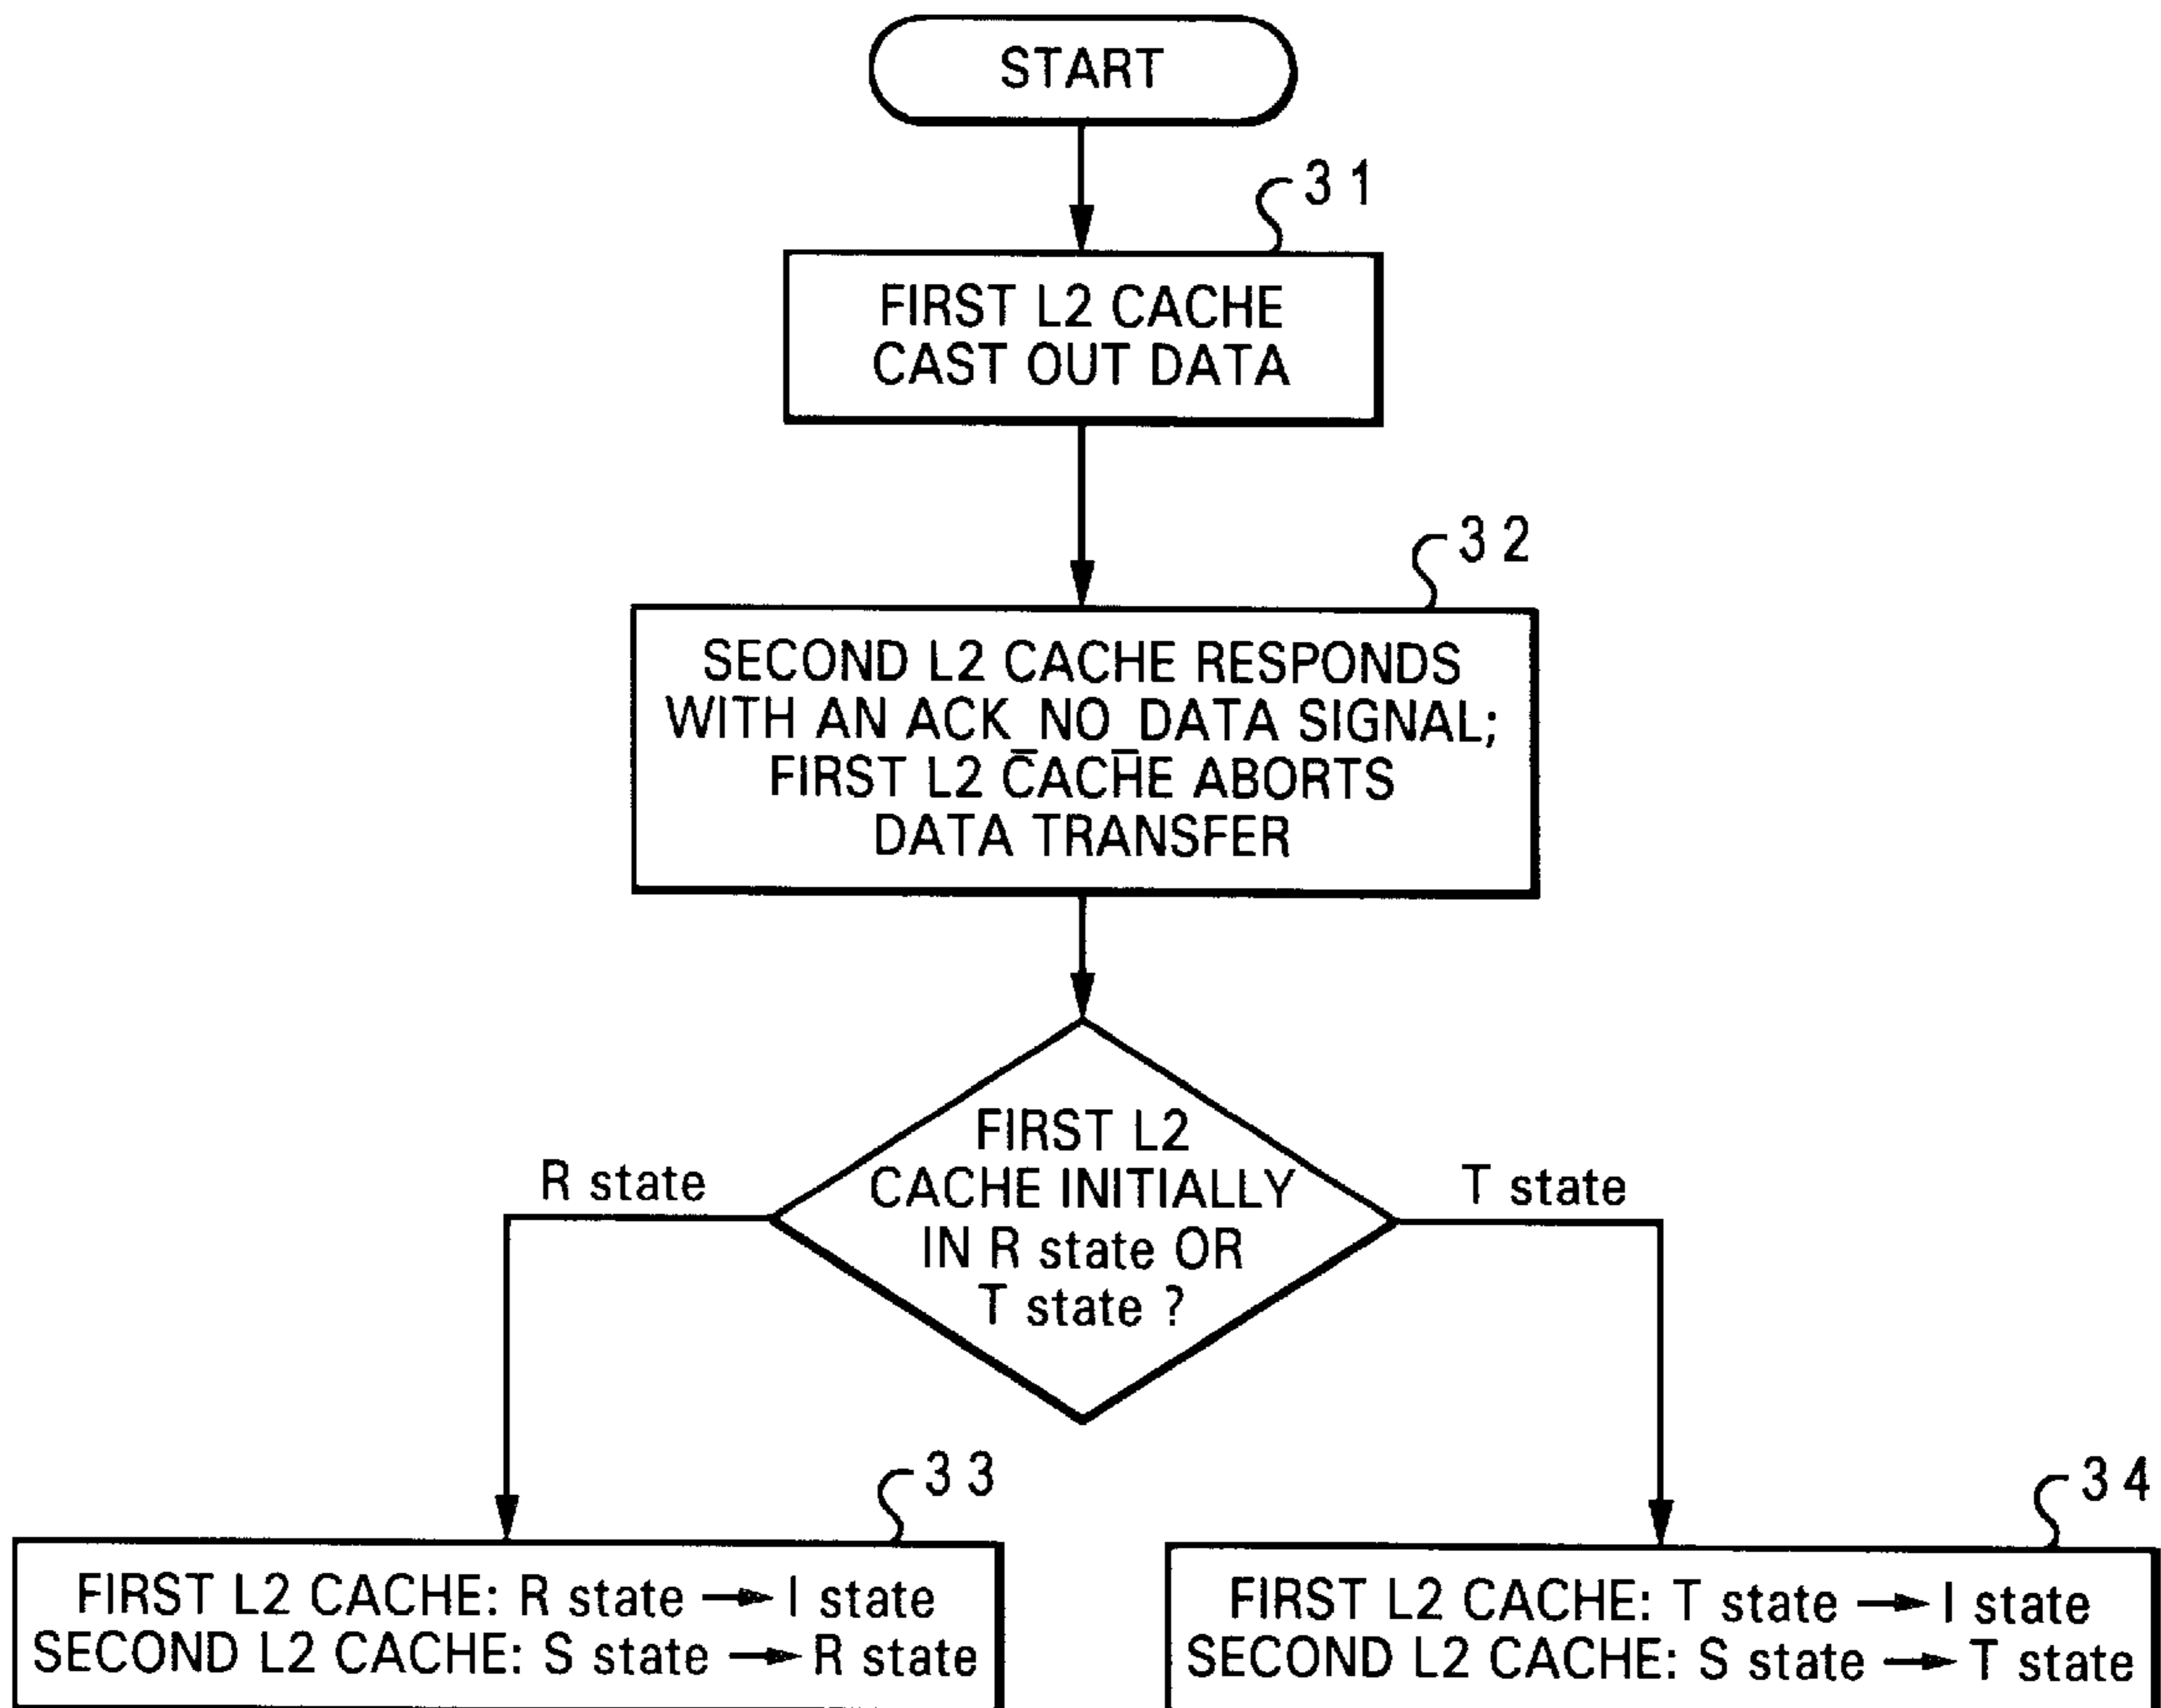 START
31
FIRST L2 CACHE
CAST OUT DATA
32
SECOND L2 CACHE RESPONDS
WITH AN ACK_NO_DATA SIGNAL;
FIRST L2 CACHE ABORTS
DATA TRANSFER
FIRST L2
CACHE INITIALLY
IN R state OR
T state ?
R state
T state
33
FIRST L2 CACHE: R state → I state
SECOND L2 CACHE: S state → R state
34
FIRST L2 CACHE: T state → I state
SECOND L2 CACHE: S state → T state